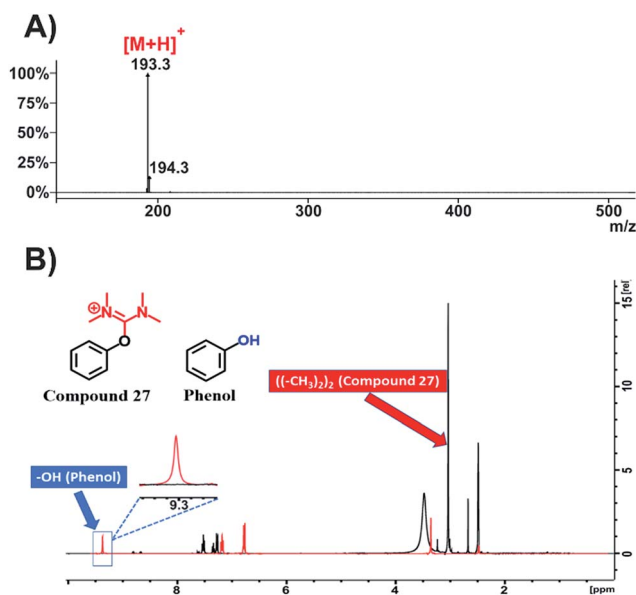 A)
[M+H]+
193.3
194.3
100%
75%
50%
25%
0%
200
300
400
500
m/z
B)
N
N
O
OH
Compound 27
Phenol
((-CH3)2)2 (Compound 27)
-OH (Phenol)
9.3
15
[rel
10
5
0
8
6
4
2
[ppm